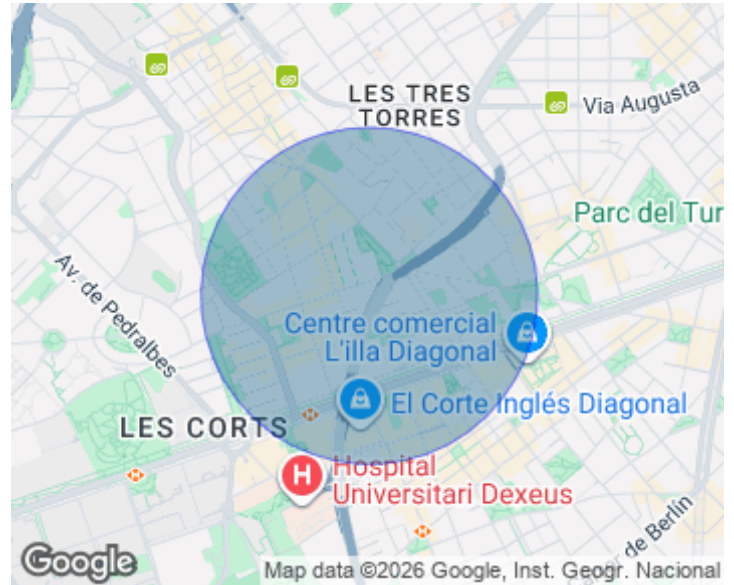 LES TRES
TORRES
Via Augusta
Parc del Tur
Av. de Pedralbes
Centre comercial
L'illa Diagonal
El Corte Inglés Diagonal
LES CORTS
H
Hospital
Universitari Dexeus
de Berlín
Google
Map data ©2026 Google, Inst. Geogr. Nacional